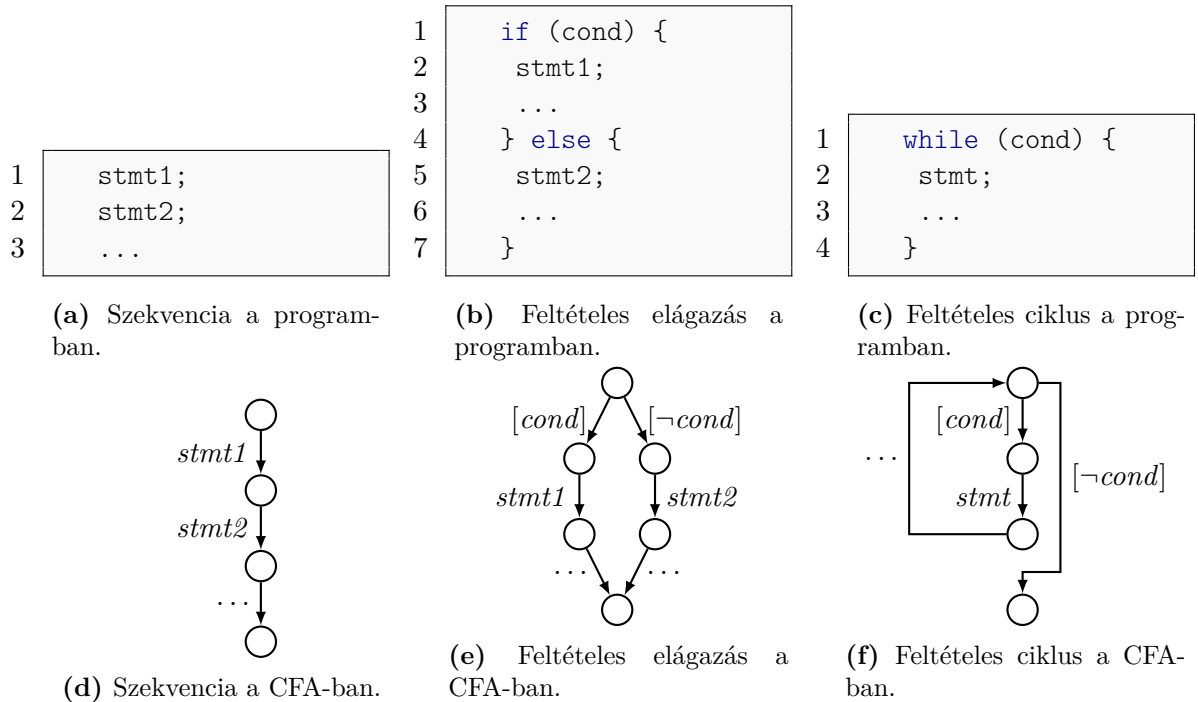 1 stmt1;
2 stmt2;
3 ...
(a) Szekvencia a program-
ban.
1 if (cond) {
2 stmt1;
3 ...
4 } else {
5 stmt2;
6 ...
7 }
(b) Feltételes elágazás a
programban.
1 while (cond) {
2 stmt;
3 ...
4 }
(c) Feltételes ciklus a prog-
ramban.
stmt1
stmt2
...
(d) Szekvencia a CFA-ban.
[cond] [¬cond]
stmt1 stmt2
... ...
(e) Feltételes elágazás a
CFA-ban.
[cond]
...
[¬cond]
stmt
(f) Feltételes ciklus a CFA-
ban.